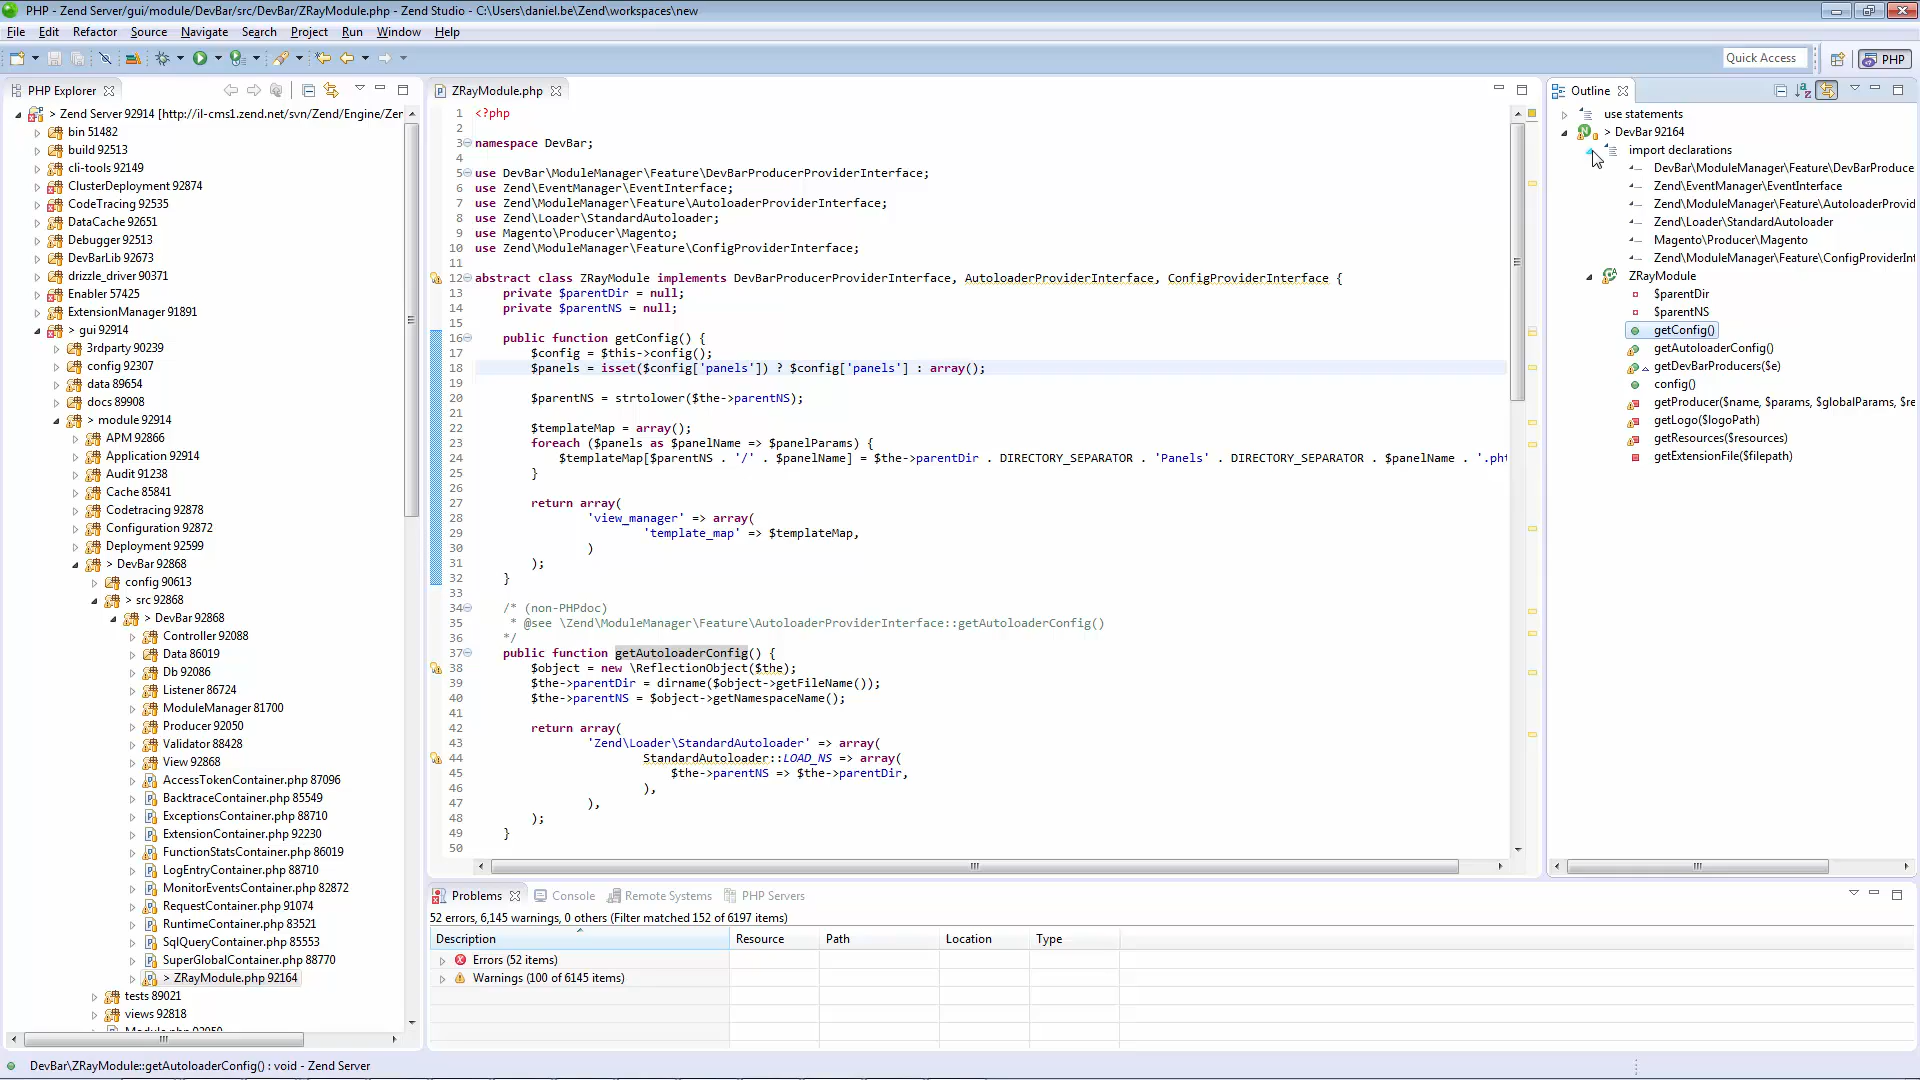 PHP - Zend Server/gui/module/DevBar/src/DevBar/ZRayModule.php - Zend Studio - C:\Users\daniel.be\Zend\workspaces\new
File Edit Refactor Source Navigate Search Project Run Window Help
Quick Access
PHP
PHP Explorer
> Zend Server 92914 [http://il-cms1.zend.net/svn/Zend/Engine/Zer
bin 51482
build 92513
cli-tools 92149
ClusterDeployment 92874
CodeTracing 92535
DataCache 92651
Debugger 92513
DevBarLib 92673
drizzle_driver 90371
Enabler 57425
ExtensionManager 91891
> gui 92914
3rdparty 90239
config 92307
data 89654
docs 89908
> module 92914
APM 92866
Application 92914
Audit 91238
Cache 85841
Codetracing 92878
Configuration 92872
Deployment 92599
> DevBar 92868
config 90613
> src 92868
> DevBar 92868
Controller 92088
Data 86019
Db 92086
Listener 86724
ModuleManager 81700
Producer 92050
Validator 88428
View 92868
AccessTokenContainer.php 87096
BacktraceContainer.php 85549
ExceptionsContainer.php 88710
ExtensionContainer.php 92230
FunctionStatsContainer.php 86019
LogEntryContainer.php 88710
MonitorEventsContainer.php 82872
RequestContainer.php 91074
RuntimeContainer.php 83521
SqlQueryContainer.php 85553
SuperGlobalContainer.php 88770
> ZRayModule.php 92164
tests 89021
views 92818
ZRayModule.php
1 <?php
2
3 namespace DevBar;
4
5 use DevBar\ModuleManager\Feature\DevBarProducerProviderInterface;
6 use Zend\EventManager\EventInterface;
7 use Zend\ModuleManager\Feature\AutoloaderProviderInterface;
8 use Zend\Loader\StandardAutoloader;
9 use Magento\Producer\Magento;
10 use Zend\ModuleManager\Feature\ConfigProviderInterface;
11
12 abstract class ZRayModule implements DevBarProducerProviderInterface, AutoloaderProviderInterface, ConfigProviderInterface {
13 private $parentDir = null;
14 private $parentNS = null;
15
16 public function getConfig() {
17 $config = $this->config();
18 $panels = isset($config['panels']) ? $config['panels'] : array();
19
20 $parentNS = strtolower($the->parentNS);
21
22 $templateMap = array();
23 foreach ($panels as $panelName => $panelParams) {
24 $templateMap[$parentNS . '/' . $panelName] = $the->parentDir . DIRECTORY_SEPARATOR . 'Panels' . DIRECTORY_SEPARATOR . $panelName . '.pht
25 }
26
27 return array(
28 'view_manager' => array(
29 'template_map' => $templateMap,
30 )
31 );
32 }
33
34 /* (non-PHPdoc)
35 * @see \Zend\ModuleManager\Feature\AutoloaderProviderInterface::getAutoloaderConfig()
36 */
37 public function getAutoloaderConfig() {
38 $object = new \ReflectionObject($the);
39 $the->parentDir = dirname($object->getFileName());
40 $the->parentNS = $object->getNamespaceName();
41
42 return array(
43 'Zend\Loader\StandardAutoloader' => array(
44 StandardAutoloader::LOAD_NS => array(
45 $the->parentNS => $the->parentDir,
46 ),
47 ),
48 );
49 }
50
Outline
use statements
> DevBar 92164
import declarations
DevBar\ModuleManager\Feature\DevBarProduce
Zend\EventManager\EventInterface
Zend\ModuleManager\Feature\AutoloaderProvid
Zend\Loader\StandardAutoloader
Magento\Producer\Magento
Zend\ModuleManager\Feature\ConfigProviderInt
ZRayModule
$parentDir
$parentNS
getConfig()
getAutoloaderConfig()
getDevBarProducers($e)
config()
getProducer($name, $params, $globalParams, $re
getLogo($logoPath)
getResources($resources)
getExtensionFile($filepath)
Problems Console Remote Systems PHP Servers
52 errors, 6,145 warnings, 0 others (Filter matched 152 of 6197 items)
Description Resource Path Location Type
Errors (52 items)
Warnings (100 of 6145 items)
DevBar\ZRayModule::getAutoloaderConfig() : void - Zend Server